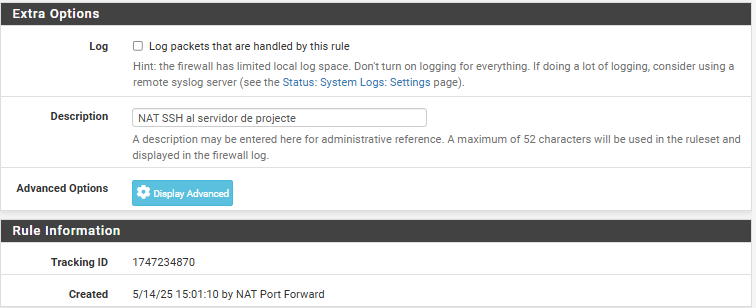 Extra Options
Log
Log packets that are handled by this rule
Hint: the firewall has limited local log space. Don't turn on logging for everything. If doing a lot of logging, consider using a
remote syslog server (see the Status: System Logs: Settings page).
Description
NAT SSH al servidor de projecte
A description may be entered here for administrative reference. A maximum of 52 characters will be used in the ruleset and
displayed in the firewall log.
Advanced Options
Display Advanced
Rule Information
Tracking ID
1747234870
Created
5/14/25 15:01:10 by NAT Port Forward